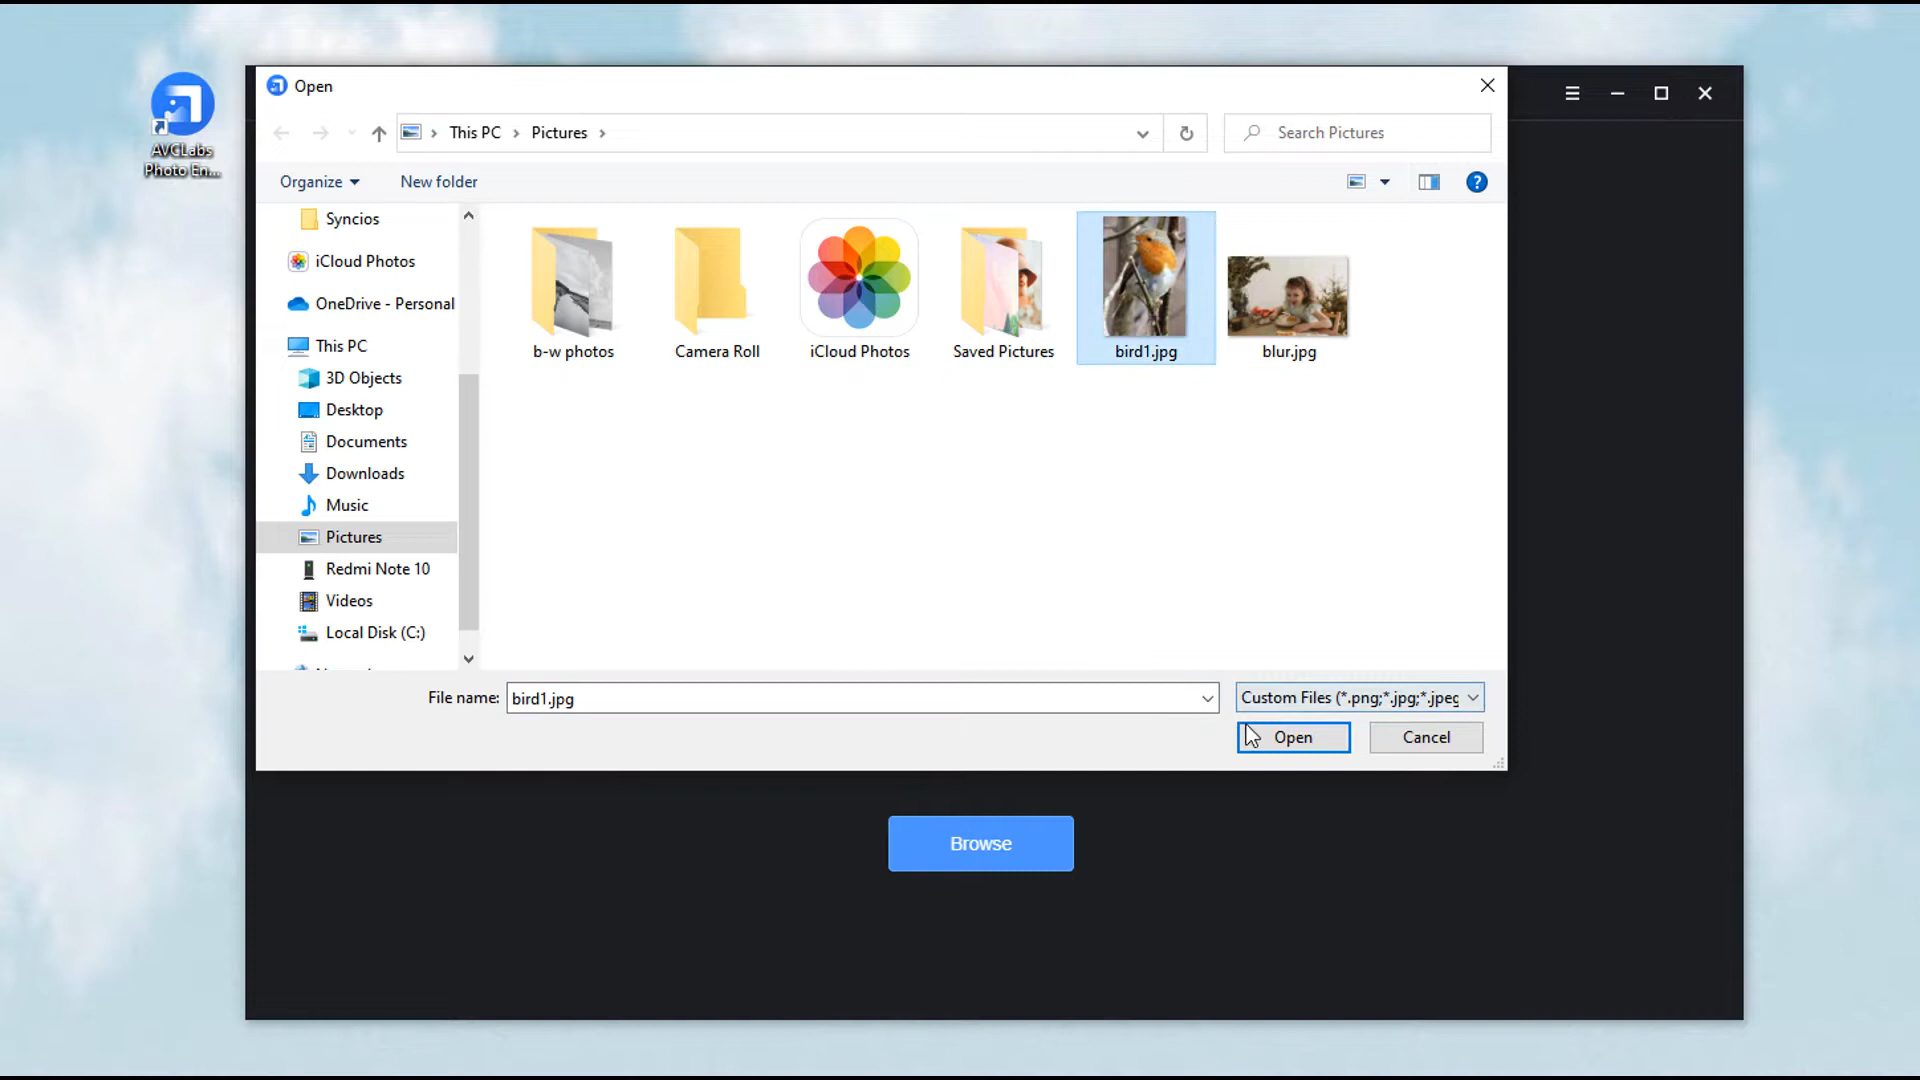 AVCLabs
Photo En...
Open
This PC
Pictures
Search Pictures
Organize
New folder
?
Syncios
iCloud Photos
OneDrive - Personal
This PC
3D Objects
Desktop
Documents
Downloads
Music
Pictures
Redmi Note 10
Videos
Local Disk (C:)
b-w photos
Camera Roll
iCloud Photos
Saved Pictures
bird1.jpg
blur.jpg
File name:
bird1.jpg
Custom Files (*.png;*.jpg;*.jpeg
Open
Cancel
Browse